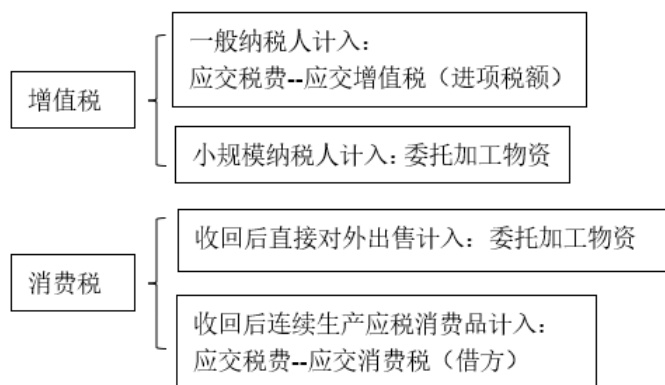 增值税
一般纳税人计入：
应交税费--应交增值税（进项税额）
小规模纳税人计入：委托加工物资
消费税
收回后直接对外出售计入：委托加工物资
收回后连续生产应税消费品计入：
应交税费--应交消费税（借方）